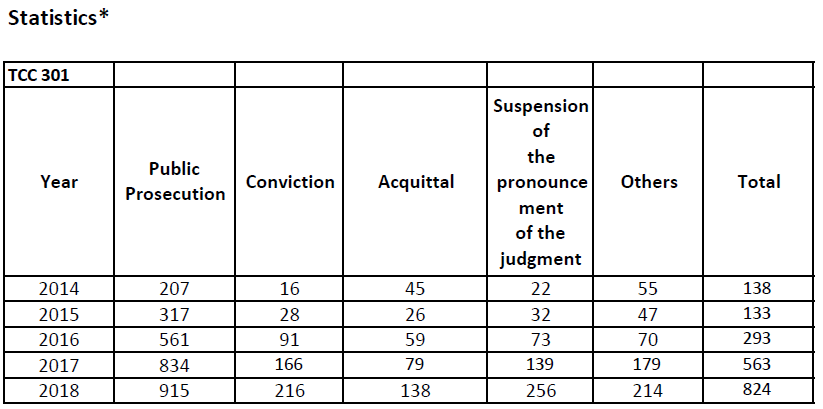 Statistics*
TCC 301
Year Public Prosecution Conviction Acquittal Suspension of the pronounce ment of the judgment Others Total
2014 207 16 45 22 55 138
2015 317 28 26 32 47 133
2016 561 91 59 73 70 293
2017 834 166 79 139 179 563
2018 915 216 138 256 214 824